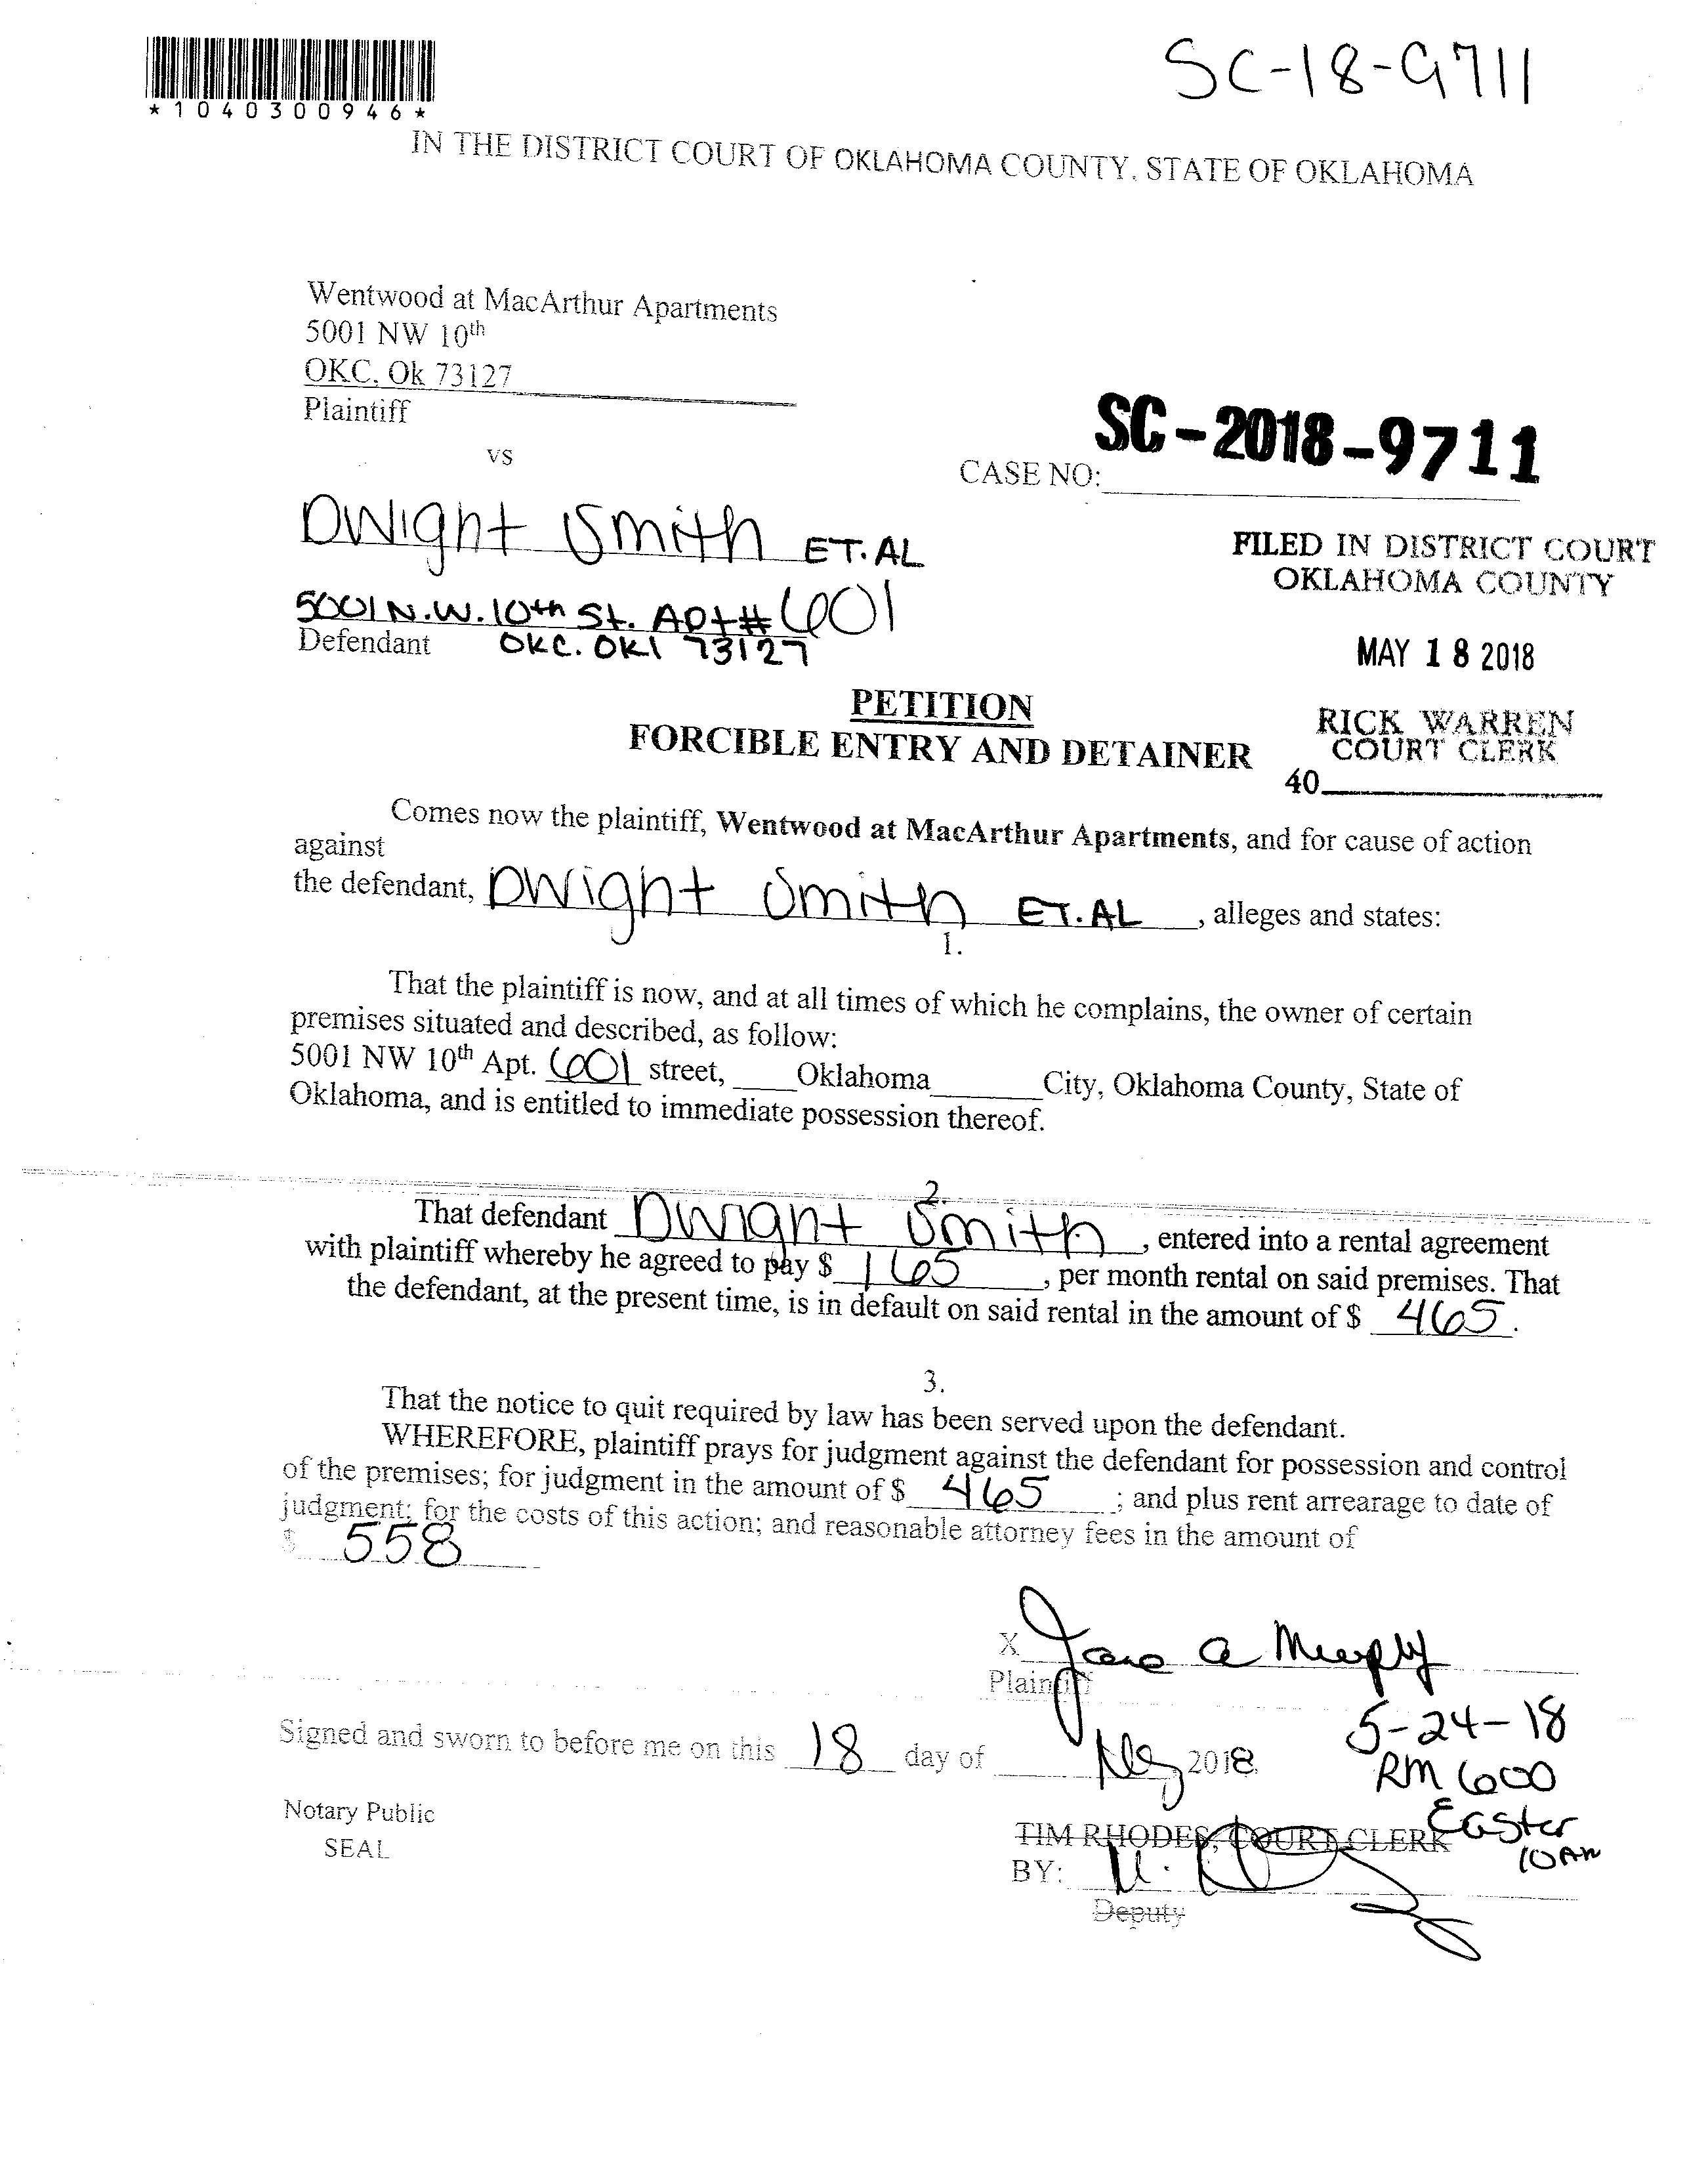 SC-18-9711
*1040300946*
IN THE DISTRICT COURT OF OKLAHOMA COUNTY, STATE OF OKLAHOMA
Wentwood at MacArthur Apartments
5001 NW 10th
OKC, Ok 73127
Plaintiff
vs
SC-2018-9711
CASE NO:
Dwight Smith ET.AL
5001 N.W. 10th St. Apt# 601
Defendant OKC. OKl 73127
FILED IN DISTRICT COURT
OKLAHOMA COUNTY
MAY 18 2018
RICK WARREN
COURT CLERK
40
PETITION
FORCIBLE ENTRY AND DETAINER
Comes now the plaintiff, Wentwood at MacArthur Apartments, and for cause of action
against
the defendant, Dwight Smith ET.AL , alleges and states:
1.
That the plaintiff is now, and at all times of which he complains, the owner of certain
premises situated and described, as follow:
5001 NW 10th Apt. 601 street, Oklahoma City, Oklahoma County, State of
Oklahoma, and is entitled to immediate possession thereof.
2.
That defendant Dwight Smith , entered into a rental agreement
with plaintiff whereby he agreed to pay $ 165 , per month rental on said premises. That
the defendant, at the present time, is in default on said rental in the amount of $ 465.
3.
That the notice to quit required by law has been served upon the defendant.
WHEREFORE, plaintiff prays for judgment against the defendant for possession and control
of the premises; for judgment in the amount of $ 465 ; and plus rent arrearage to date of
judgment; for the costs of this action; and reasonable attorney fees in the amount of
$ 558
X Jane a Murphy
Plaintiff
5-24-18
RM 600
Easter
10AM
Signed and sworn to before me on this 18 day of May 2018.
Notary Public
SEAL
TIM RHODES, COURT CLERK
BY:
Deputy